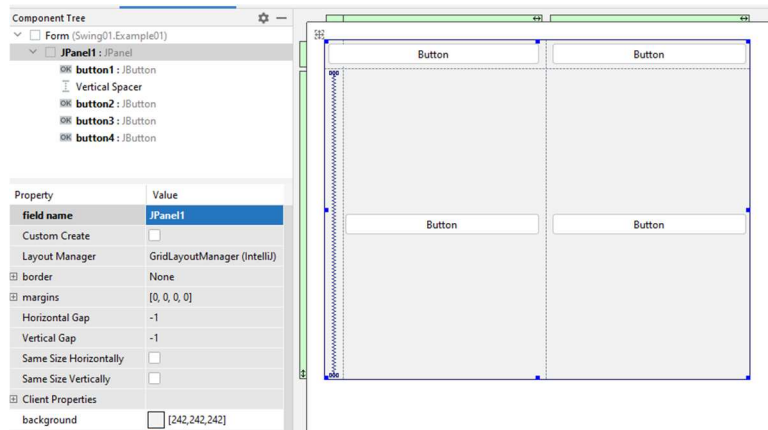 Component Tree
Form (Swing01.Example01)
JPanel1 : JPanel
OK button1 : JButton
Vertical Spacer
OK button2 : JButton
OK button3 : JButton
OK button4 : JButton
Property Value
field name JPanel1
Custom Create
Layout Manager GridLayoutManager (IntelliJ)
border None
margins [0, 0, 0, 0]
Horizontal Gap -1
Vertical Gap -1
Same Size Horizontally
Same Size Vertically
Client Properties
background [242,242,242]
Button Button
Button Button